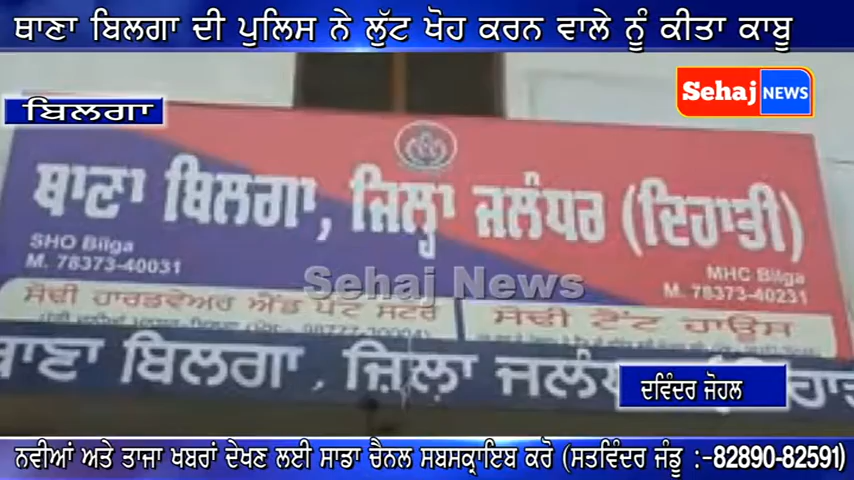 ਥਾਣਾ ਬਿਲਗਾ ਦੀ ਪੁਲਿਸ ਨੇ ਲੁੱਟ ਖੋਹ ਕਰਨ ਵਾਲੇ ਨੂੰ ਕੀਤਾ ਕਾਬੂ
Sehaj NEWS
ਬਿਲਗਾ
ਥਾਣਾ ਬਿਲਗਾ, ਜਿਲ੍ਹਾ ਜਲੰਧਰ (ਦਿਹਾਤੀ)
SHO Bilga
M. 78373-40031
MHC Bilga
M. 78373-40231
Sehaj News
ਸੋਢੀ ਹਾਰਡਵੇਅਰ ਐਂਡ ਪੇਂਟ ਸਟੋਰ
ਸੋਢੀ ਟੈਂਟ ਹਾਊਸ
ਥਾਣਾ ਬਿਲਗਾ, ਜ਼ਿਲ੍ਹਾ
ਦਵਿੰਦਰ ਜੋਹਲ
ਨਵੀਆਂ ਅਤੇ ਤਾਜਾ ਖਬਰਾਂ ਦੇਖਣ ਲਈ ਸਾਡਾ ਚੈਨਲ ਸਬਸਕ੍ਰਾਇਬ ਕਰੋ (ਸਤਵਿੰਦਰ ਜੰਡੂ :-82890-82591)